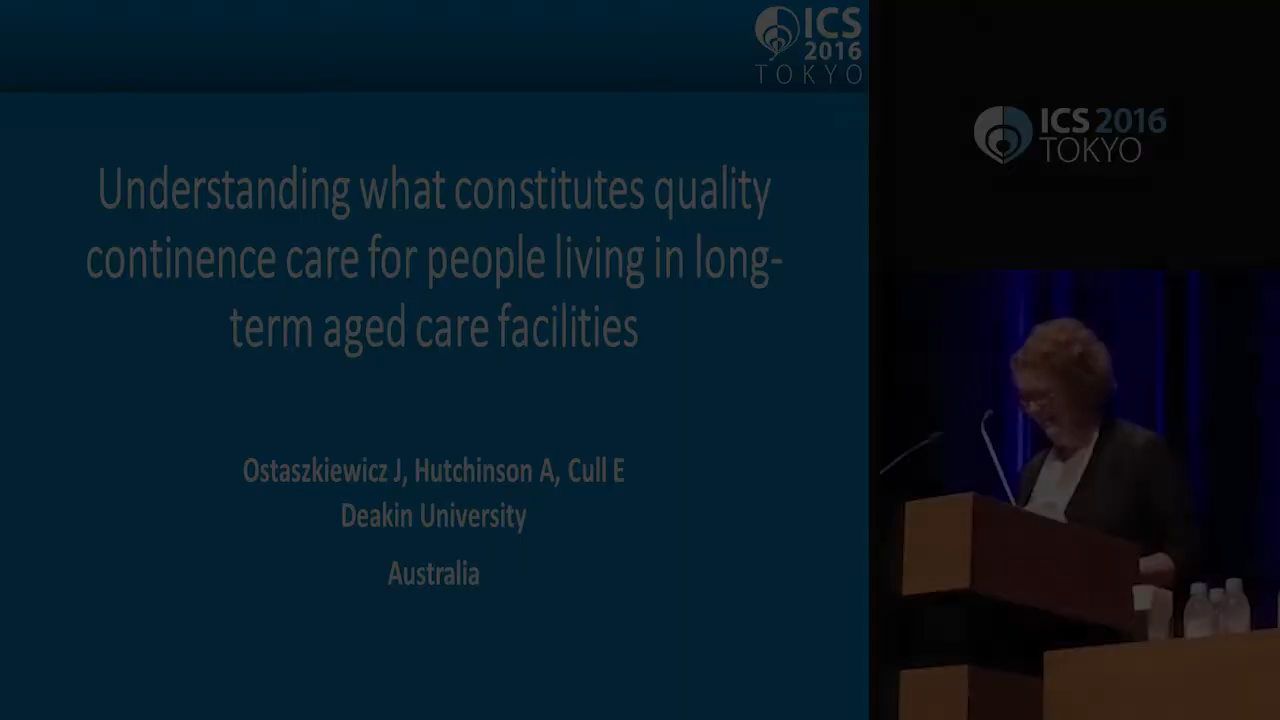 ICS
2016
TOKYO
ICS 2016
TOKYO
Understanding what constitutes quality
continence care for people living in long-
term aged care facilities
Ostaszkiewicz J, Hutchinson A, Cull E
Deakin University
Australia